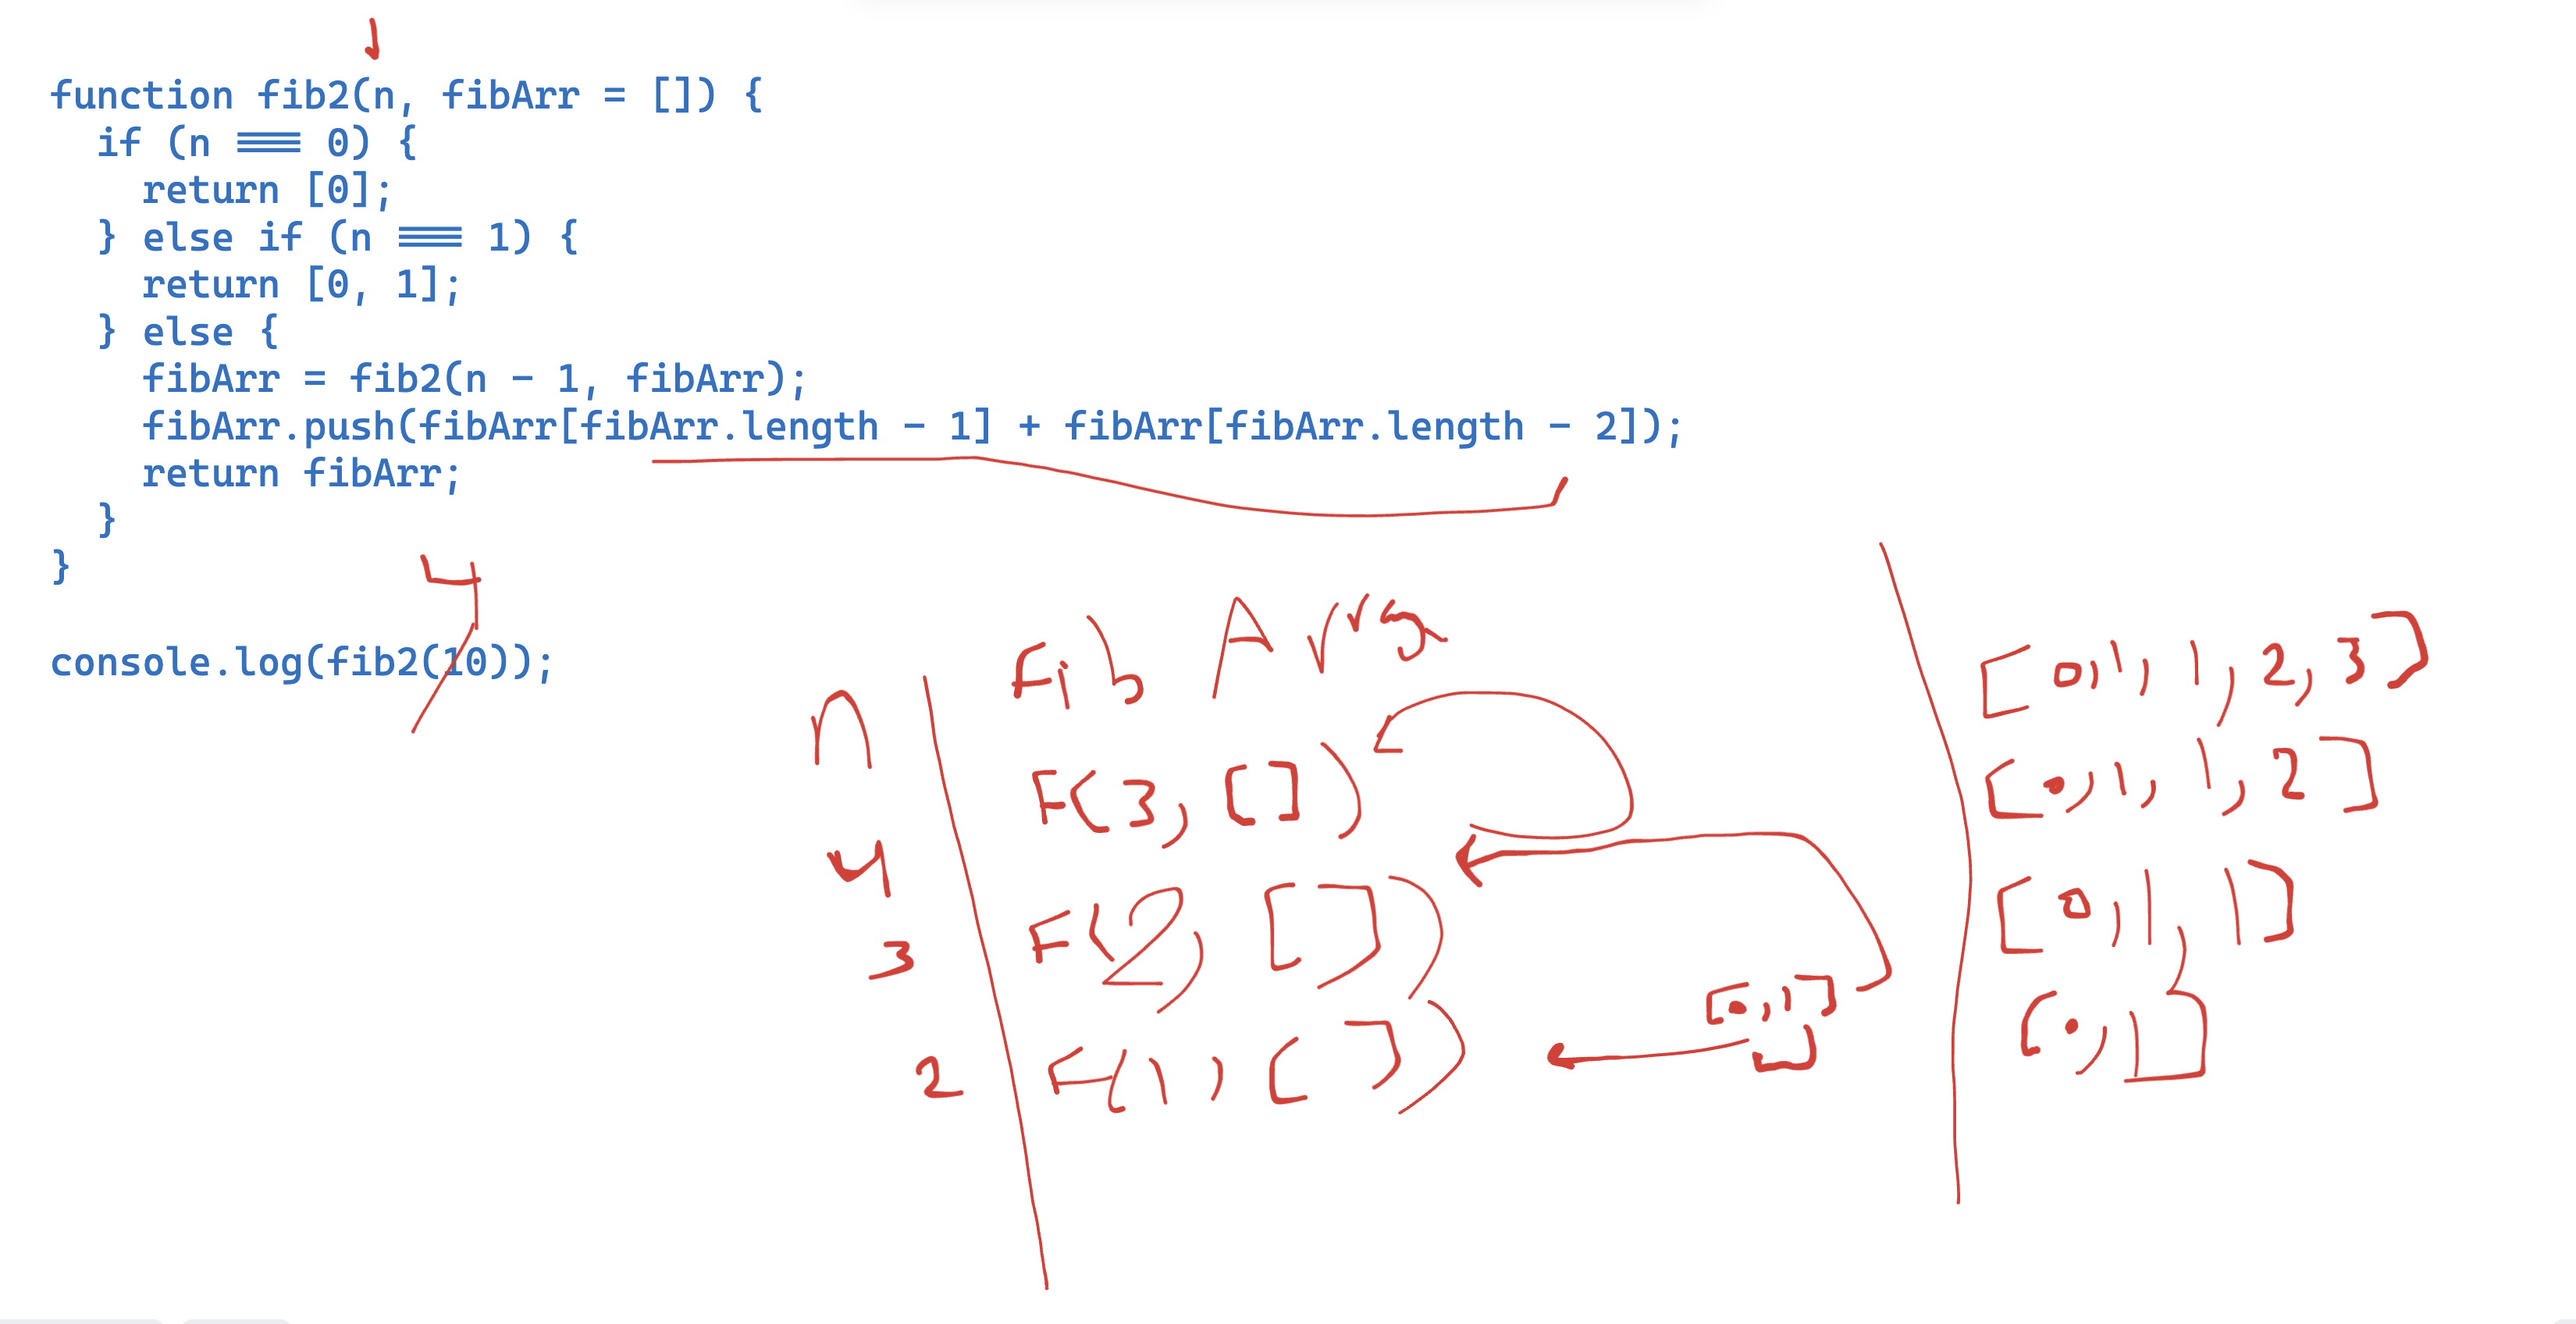 function fib2(n, fibArr = []) {
if (n === 0) {
return [0];
} else if (n === 1) {
return [0, 1];
} else {
fibArr = fib2(n - 1, fibArr);
fibArr.push(fibArr[fibArr.length - 1] + fibArr[fibArr.length - 2]);
return fibArr;
}
}
4
console.log(fib2(10));
n
Fib Arra
[0,1,1,2,3]
F(3, [])
[0,1,1,2]
4
F(2, [])
[0,1,1]
3
[0,1]
F(1, [])
[0,1]
2